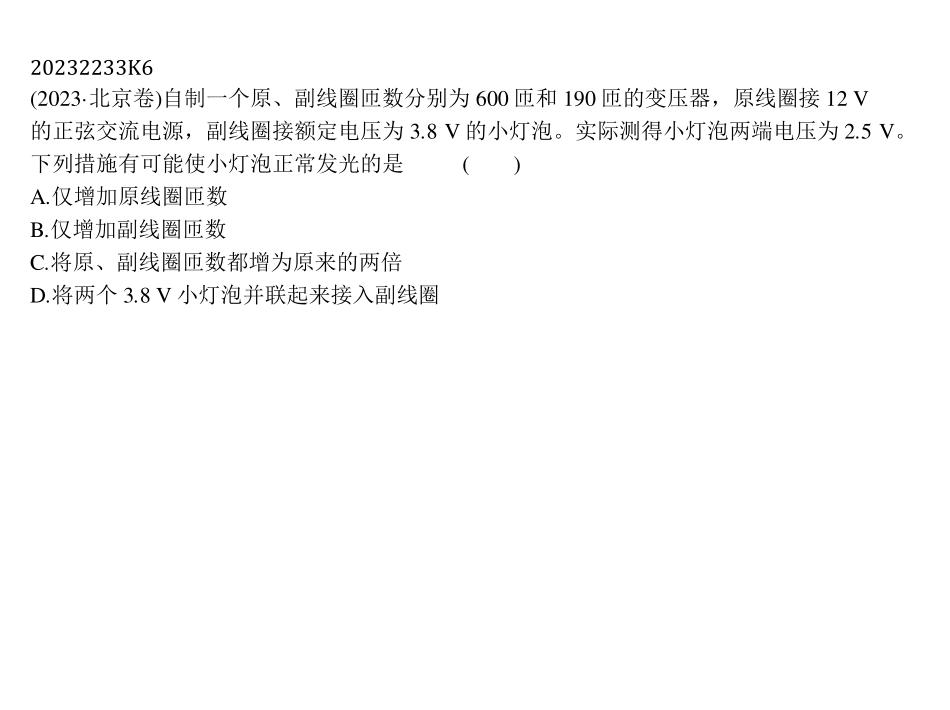 20232233K6
(2023·北京卷)自制一个原、副线圈匝数分别为 600 匝和 190 匝的变压器，原线圈接 12 V
的正弦交流电源，副线圈接额定电压为 3.8 V 的小灯泡。实际测得小灯泡两端电压为 2.5 V。
下列措施有可能使小灯泡正常发光的是　　(　　)
A.仅增加原线圈匝数
B.仅增加副线圈匝数
C.将原、副线圈匝数都增为原来的两倍
D.将两个 3.8 V 小灯泡并联起来接入副线圈